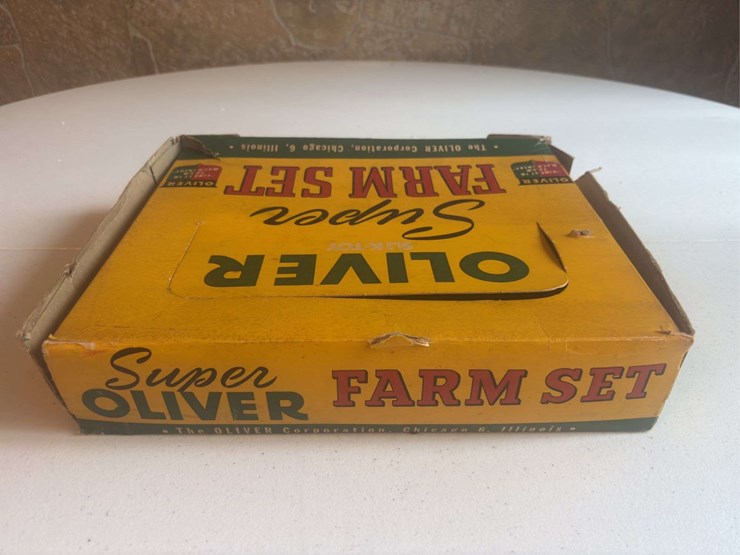 The OLIVER Corporation, Chicago 6, Illinois
OLIVER
FARM SET
OLIVER
Super
SLIK-TOY
OLIVER
Super
OLIVER
FARM SET
• The OLIVER Corporation, Chicago 6, Illinois •